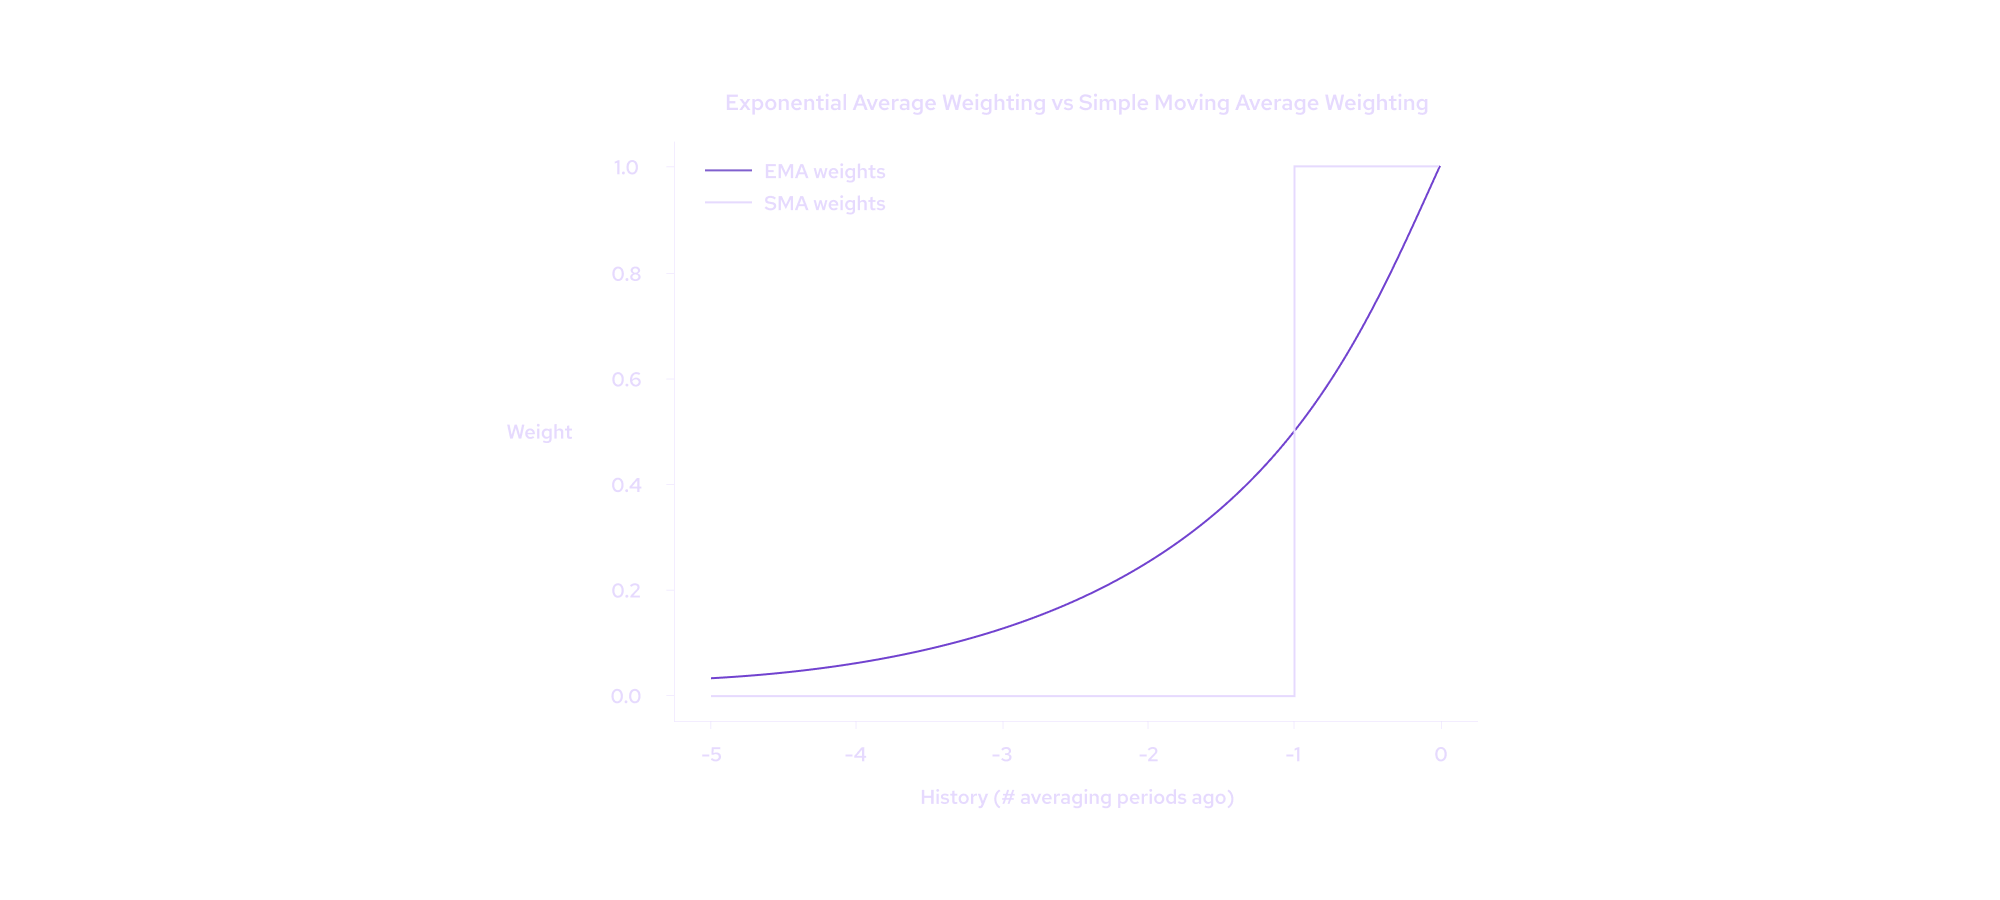 Exponential Average Weighting vs Simple Moving Average Weighting
EMA weights
SMA weights
1.0
0.8
0.6
Weight
0.4
0.2
0.0
-5 -4 -3 -2 -1 0
History (# averaging periods ago)